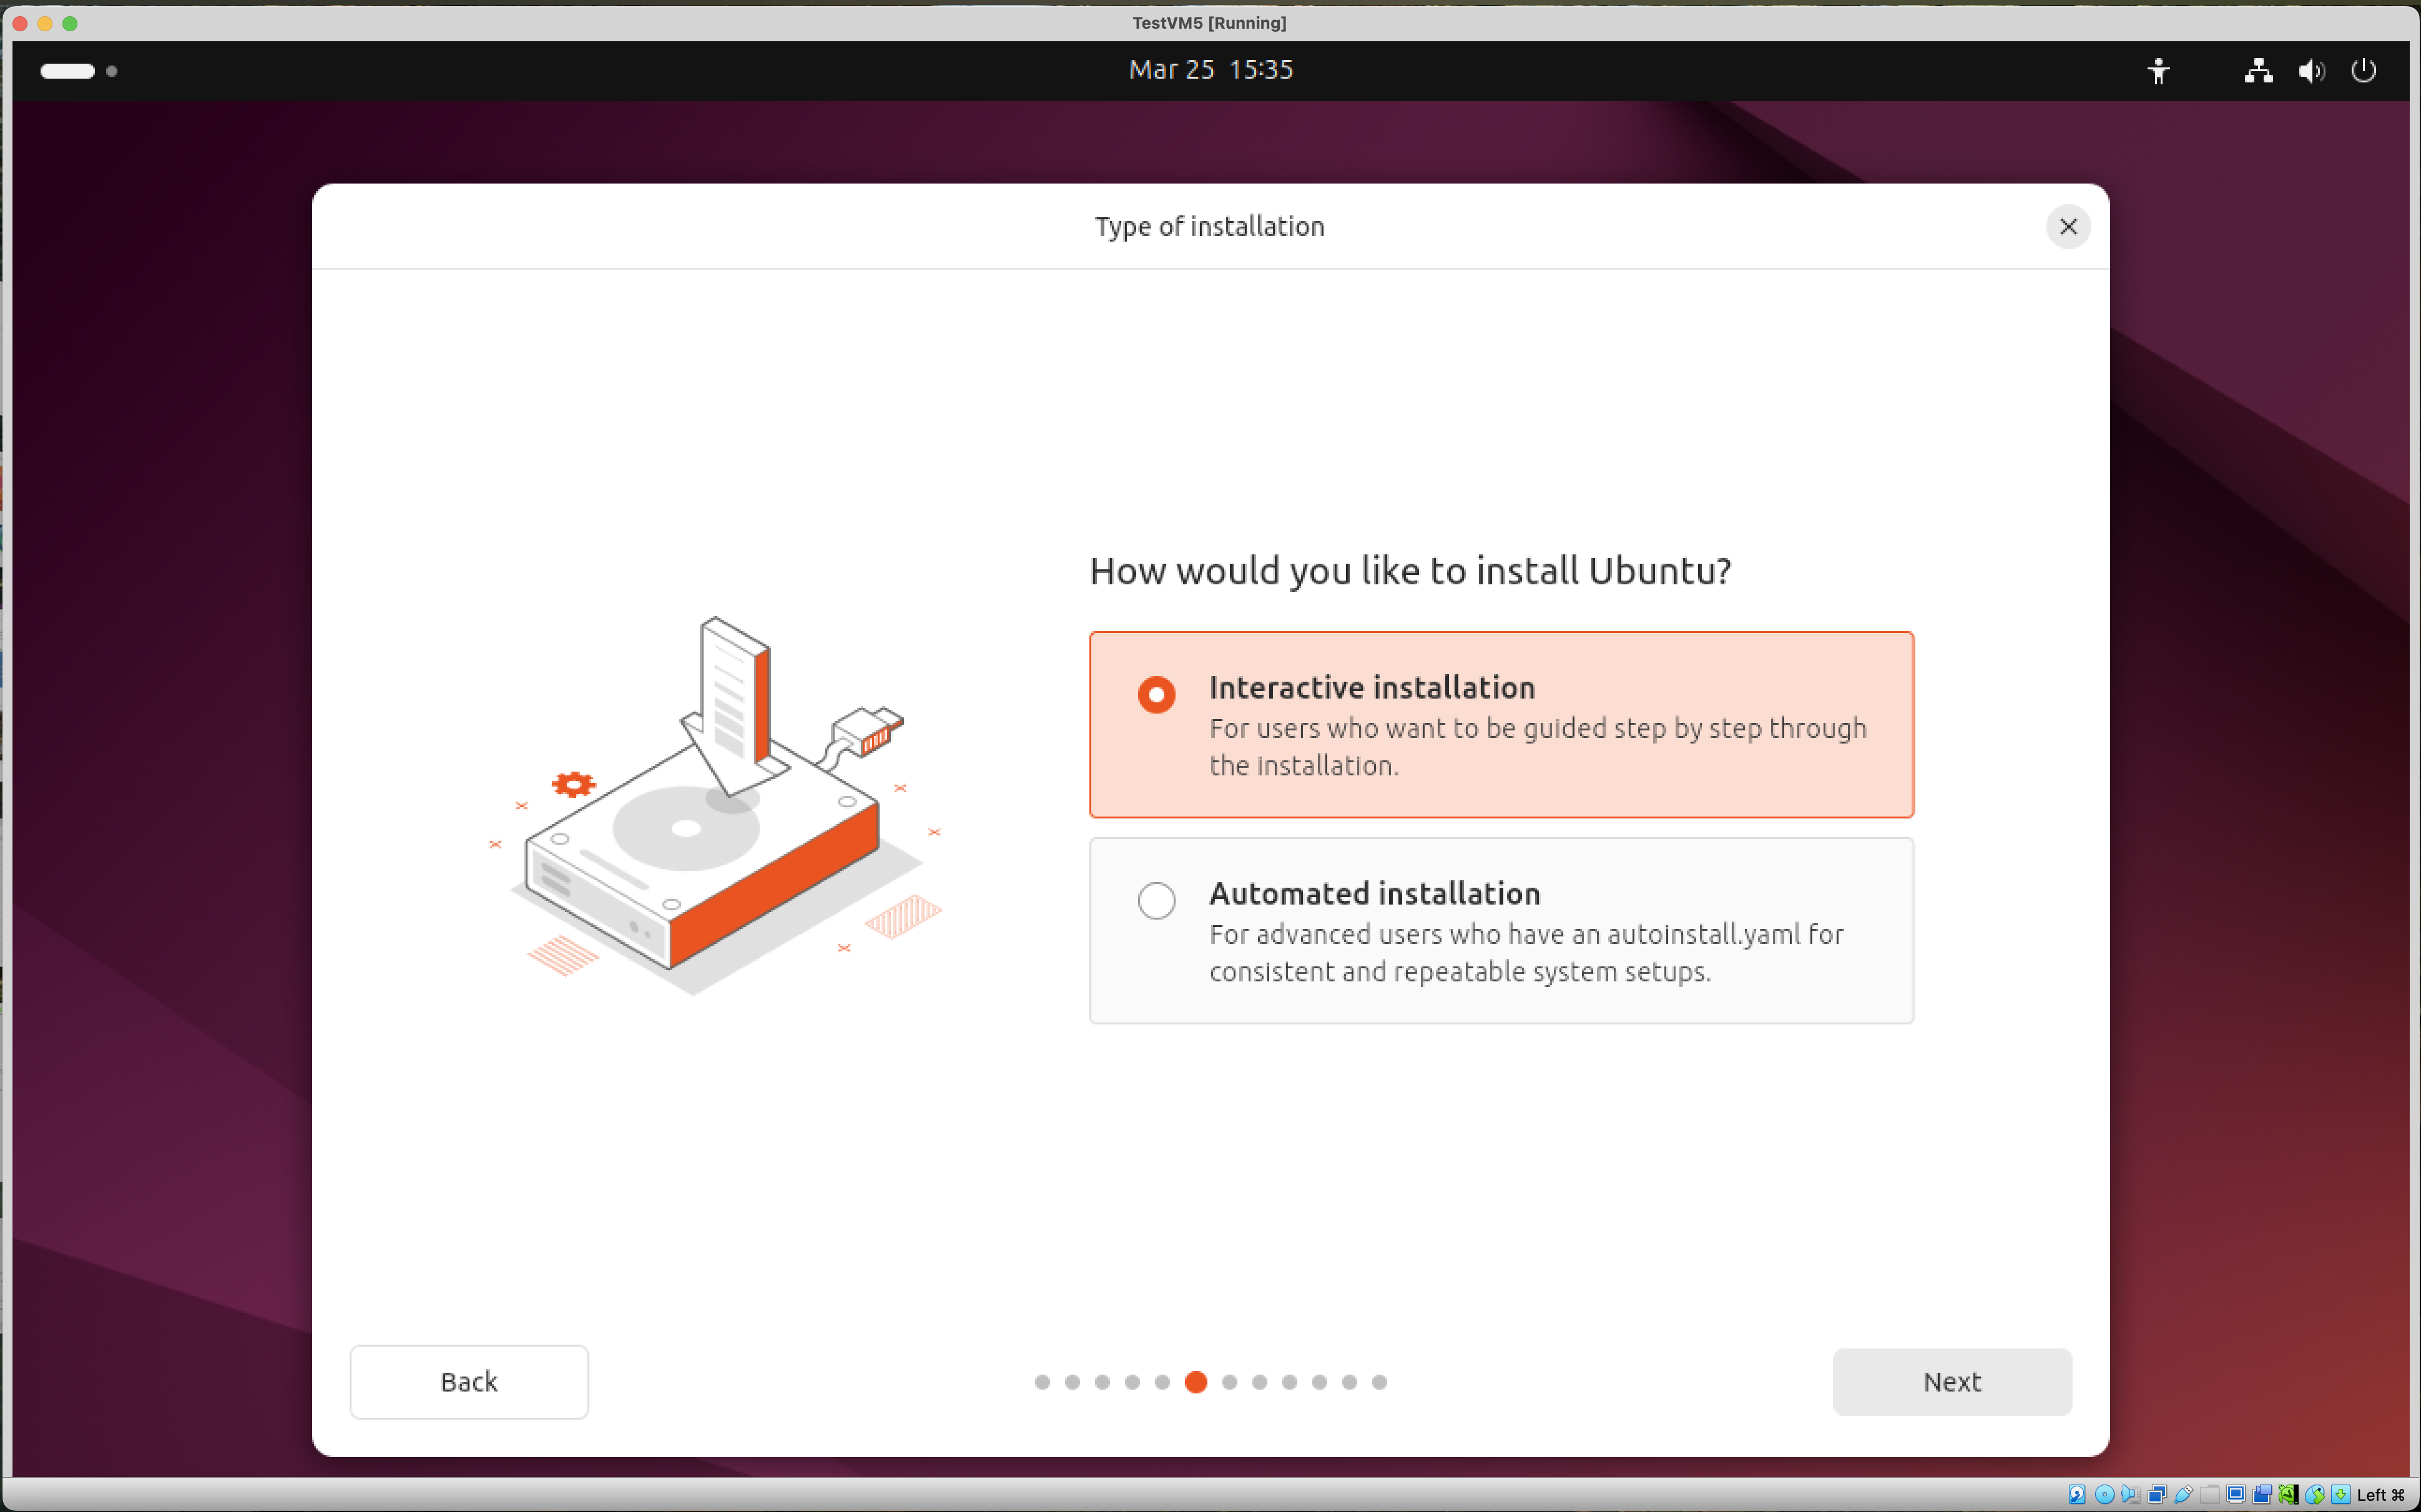 TestVM5 [Running]
Mar 25 15:35
Type of installation
How would you like to install Ubuntu?
Interactive installation
For users who want to be guided step by step through
the installation.
Automated installation
For advanced users who have an autoinstall.yaml for
consistent and repeatable system setups.
Back
Next
Left ⌘